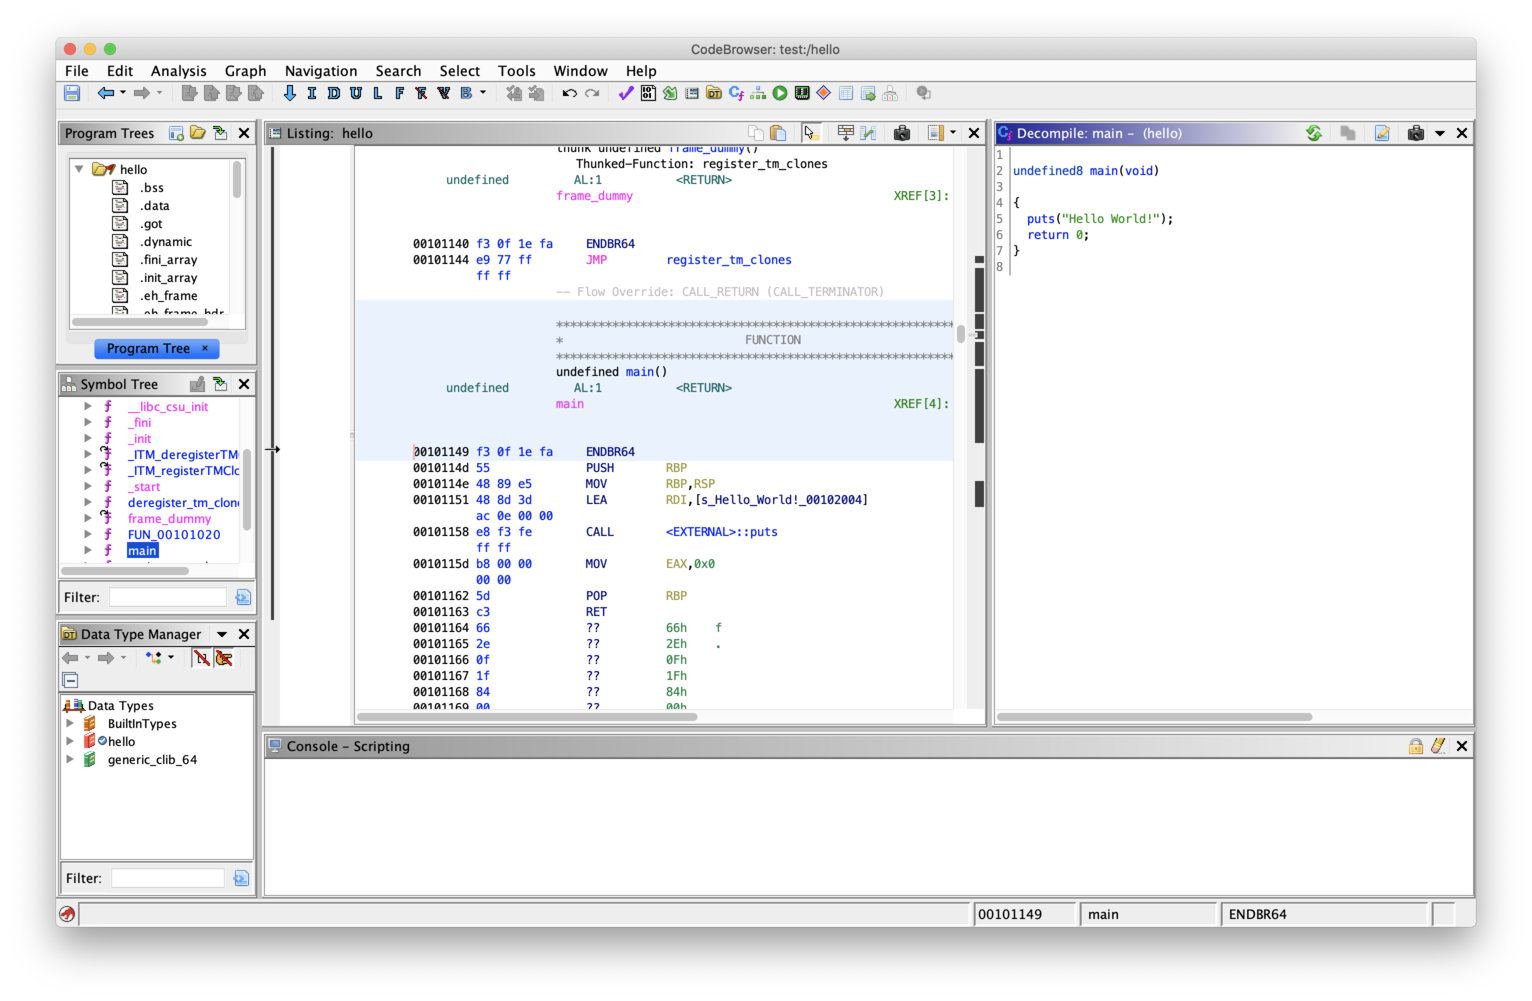 CodeBrowser: test:/hello
File Edit Analysis Graph Navigation Search Select Tools Window Help
I D U L F B
Program Trees
hello
.bss
.data
.got
.dynamic
.fini_array
.init_array
.eh_frame
.eh_frame_hdr
Program Tree ×
Symbol Tree
__libc_csu_init
_fini
_init
_ITM_deregisterTM
_ITM_registerTMClo
_start
deregister_tm_clon
frame_dummy
FUN_00101020
main
Filter:
Data Type Manager
Data Types
BuiltInTypes
hello
generic_clib_64
Filter:
Listing: hello
thunk undefined frame_dummy()
Thunked-Function: register_tm_clones
undefined AL:1 <RETURN>
frame_dummy XREF[3]:
00101140 f3 0f 1e fa ENDBR64
00101144 e9 77 ff JMP register_tm_clones
ff ff
-- Flow Override: CALL_RETURN (CALL_TERMINATOR)
*********************************************************
* FUNCTION
*********************************************************
undefined main()
undefined AL:1 <RETURN>
main XREF[4]:
00101149 f3 0f 1e fa ENDBR64
0010114d 55 PUSH RBP
0010114e 48 89 e5 MOV RBP,RSP
00101151 48 8d 3d LEA RDI,[s_Hello_World!_00102004]
ac 0e 00 00
00101158 e8 f3 fe CALL <EXTERNAL>::puts
ff ff
0010115d b8 00 00 MOV EAX,0x0
00 00
00101162 5d POP RBP
00101163 c3 RET
00101164 66 ?? 66h f
00101165 2e ?? 2Eh .
00101166 0f ?? 0Fh
00101167 1f ?? 1Fh
00101168 84 ?? 84h
00101169 00 ?? 00h
Decompile: main - (hello)
1
2 undefined8 main(void)
3
4 {
5 puts("Hello World!");
6 return 0;
7 }
8
Console - Scripting
00101149 main ENDBR64